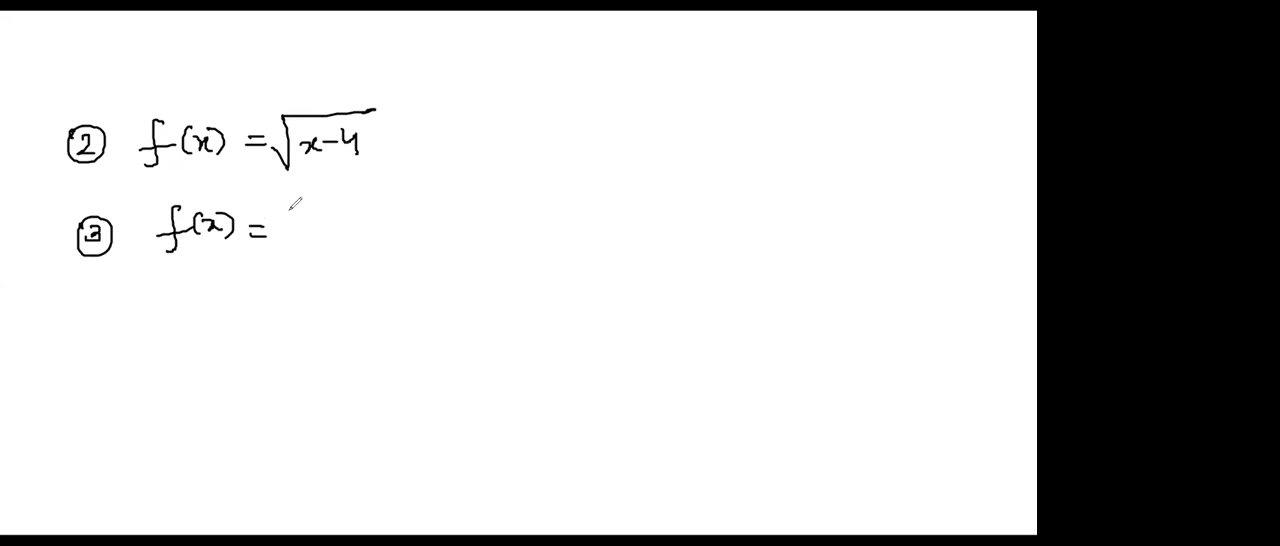 ② f(x) = √(x-4)
③ f(x) =